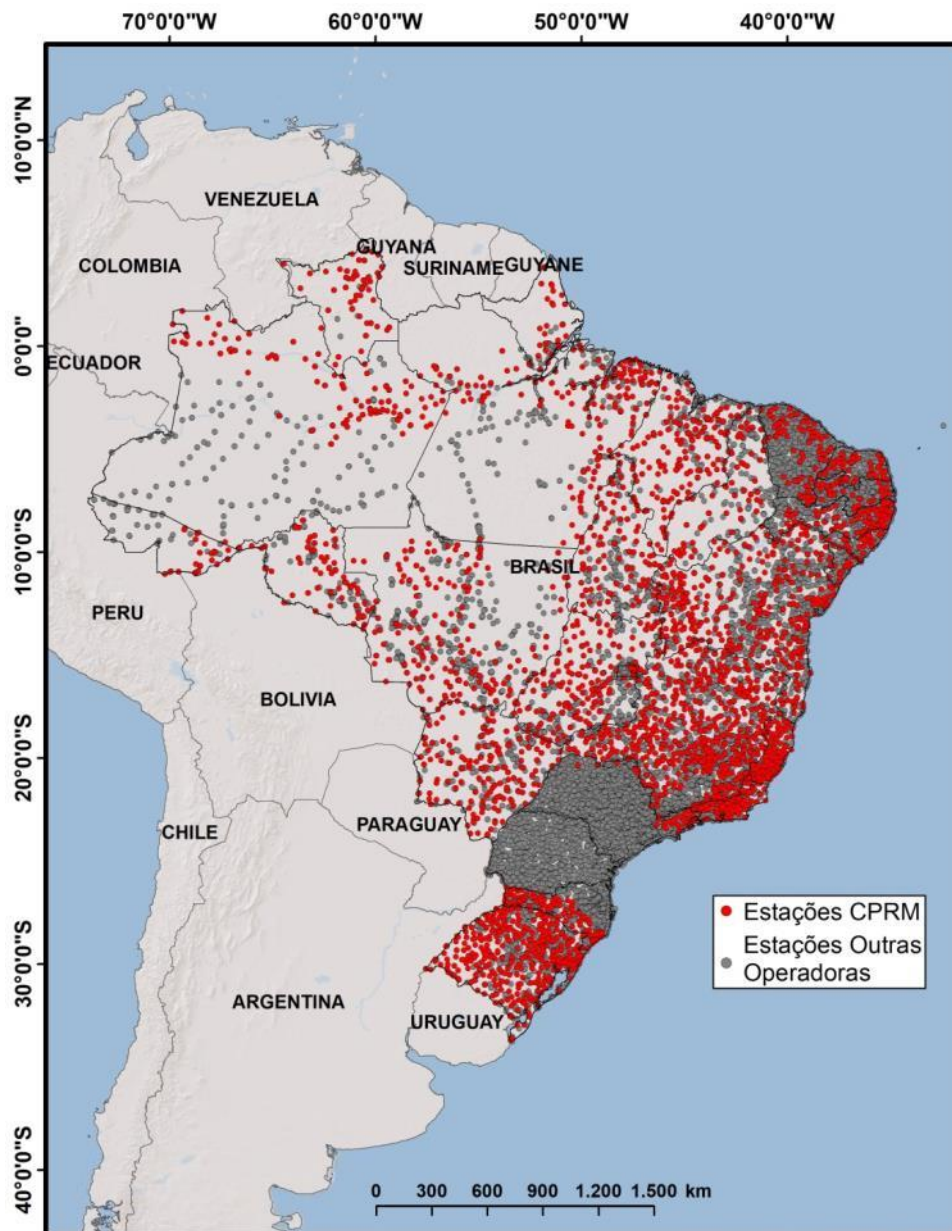 70°0'0"W 60°0'0"W 50°0'0"W 40°0'0"W
10°0'0"N
VENEZUELA
GUYANA
COLOMBIA
SURINAME
GUYANE
0°0'0"
ECUADOR
BRASIL
10°0'0"S
PERU
BOLIVIA
20°0'0"S
PARAGUAY
CHILE
Estações CPRM
Estações Outras
Operadoras
30°0'0"S
ARGENTINA
URUGUAY
40°0'0"S
0 300 600 900 1.200 1.500 km